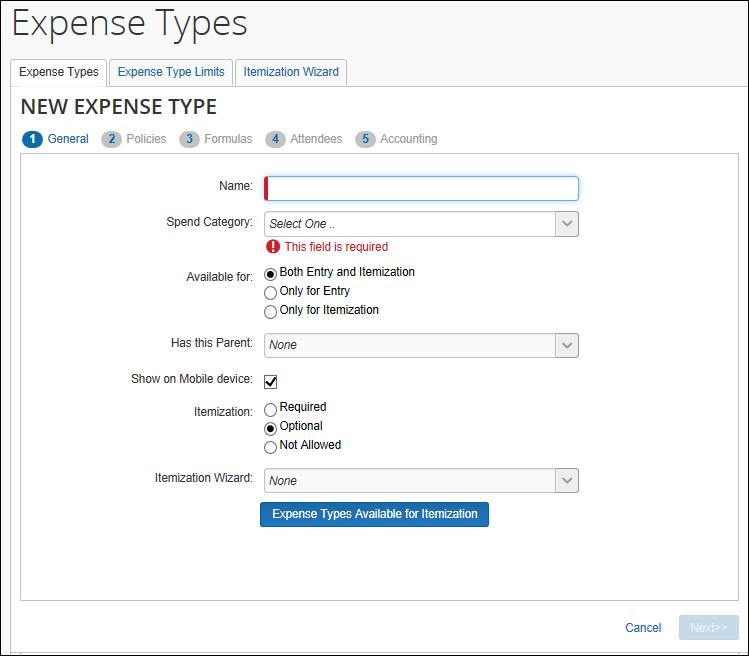 Expense Types
Expense Types Expense Type Limits Itemization Wizard
NEW EXPENSE TYPE
1 General 2 Policies 3 Formulas 4 Attendees 5 Accounting
Name:
Spend Category: Select One ..
This field is required
Available for: Both Entry and Itemization
Only for Entry
Only for Itemization
Has this Parent: None
Show on Mobile device:
Itemization: Required
Optional
Not Allowed
Itemization Wizard: None
Expense Types Available for Itemization
Cancel Next>>